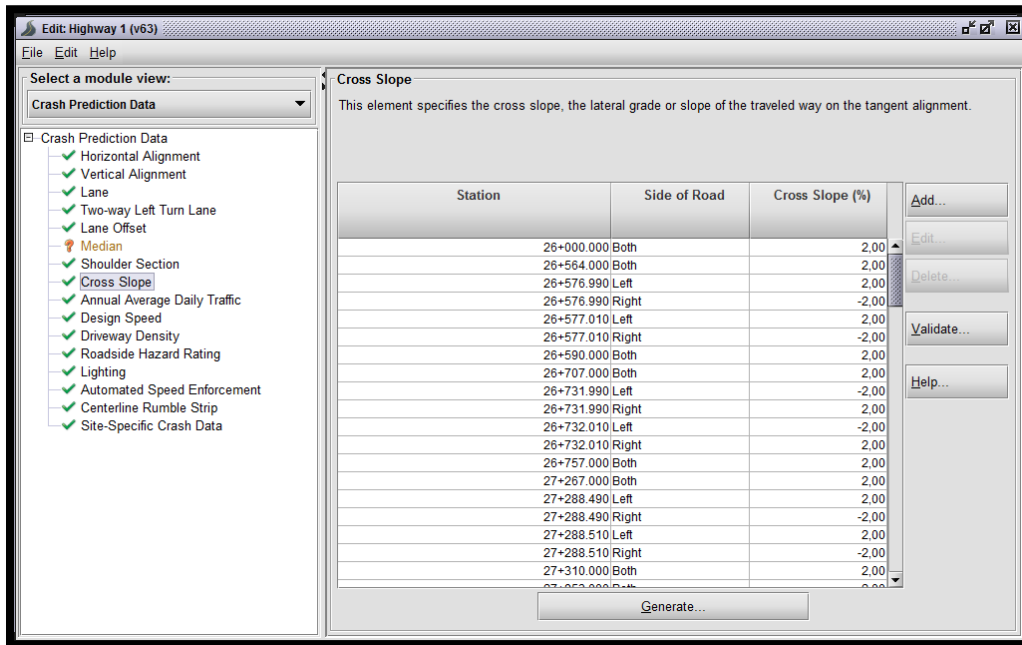 Edit: Highway 1 (v63)
File Edit Help
Select a module view:
Crash Prediction Data
Crash Prediction Data
Horizontal Alignment
Vertical Alignment
Lane
Two-way Left Turn Lane
Lane Offset
Median
Shoulder Section
Cross Slope
Annual Average Daily Traffic
Design Speed
Driveway Density
Roadside Hazard Rating
Lighting
Automated Speed Enforcement
Centerline Rumble Strip
Site-Specific Crash Data
Cross Slope
This element specifies the cross slope, the lateral grade or slope of the traveled way on the tangent alignment.
Station Side of Road Cross Slope (%)
26+000.000 Both 2,00
26+564.000 Both 2,00
26+576.990 Left 2,00
26+576.990 Right -2,00
26+577.010 Left 2,00
26+577.010 Right -2,00
26+590.000 Both 2,00
26+707.000 Both 2,00
26+731.990 Left -2,00
26+731.990 Right 2,00
26+732.010 Left -2,00
26+732.010 Right 2,00
26+757.000 Both 2,00
27+267.000 Both 2,00
27+288.490 Left 2,00
27+288.490 Right -2,00
27+288.510 Left 2,00
27+288.510 Right -2,00
27+310.000 Both 2,00
Add...
Edit...
Delete...
Validate...
Help...
Generate...